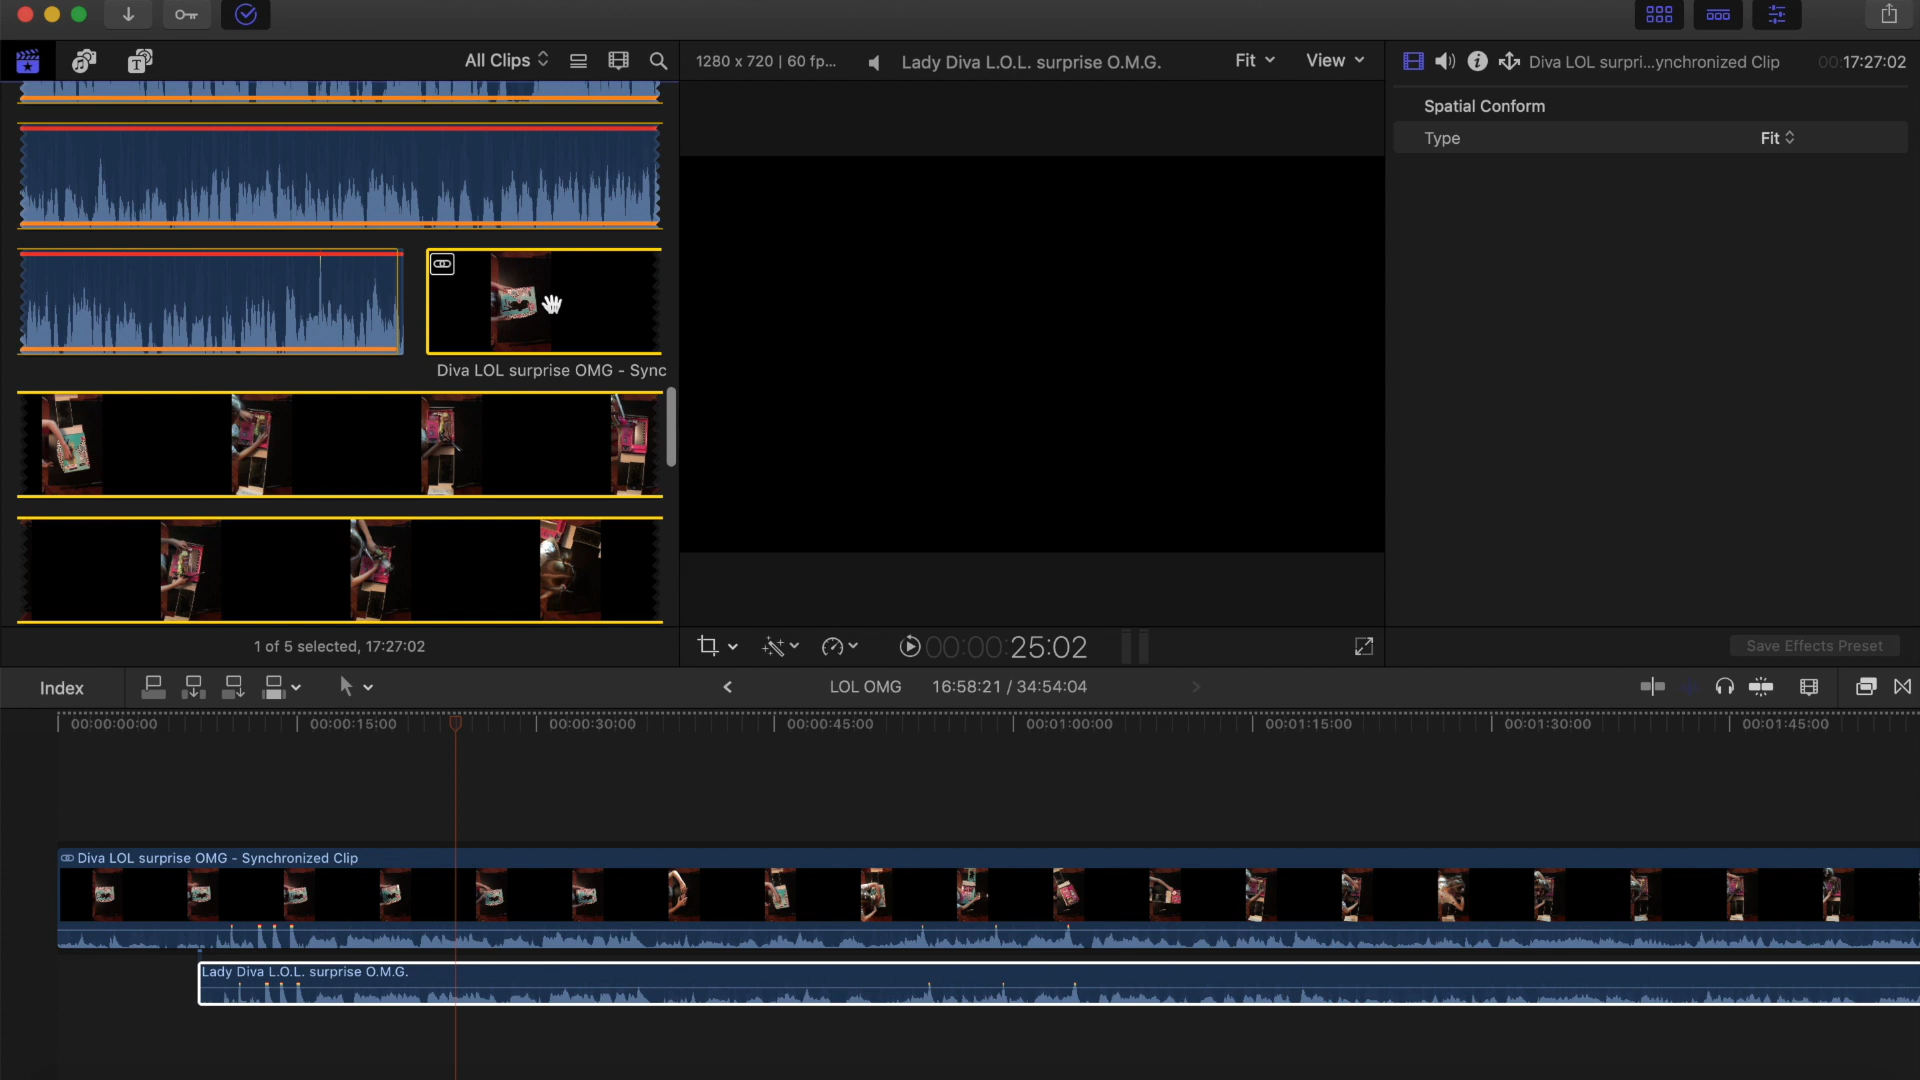 All Clips
1280 x 720 | 60 fp...
Lady Diva L.O.L. surprise O.M.G.
Fit
View
Diva LOL surpri...ynchronized Clip
00:17:27:02
Spatial Conform
Type
Fit
Diva LOL surprise OMG - Sync
1 of 5 selected, 17:27:02
00:00:00:25:02
Save Effects Preset
Index
LOL OMG
16:58:21 / 34:54:04
00:00:00:00
00:00:15:00
00:00:30:00
00:00:45:00
00:01:00:00
00:01:15:00
00:01:30:00
00:01:45:00
Diva LOL surprise OMG - Synchronized Clip
Lady Diva L.O.L. surprise O.M.G.